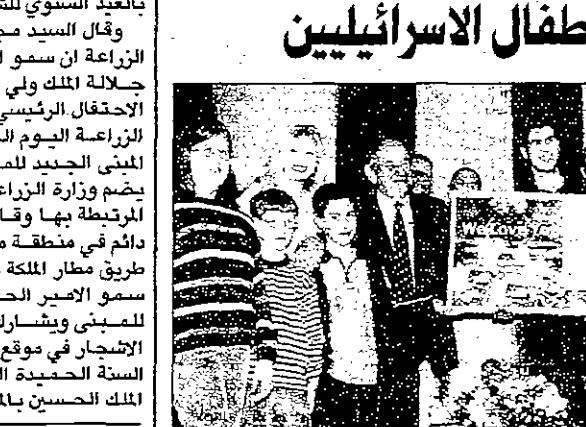 طفال الاسرائيليين
بالعيد السنوي للش
وقال السيد مج
الزراعة ان سمو ا
جلالة الملك ولي
الاحتفال الرئيسي
الزراعة اليوم ال
المبنى الجديد للم
يضم وزارة الزراع
المرتبطة بها وقا
دائم في منطقة م
طريق مطار الملكة
سمو الامير الح
للمبنى ويشارك
الاشجار في موقع
السنة الحميدة ال
الملك الحسين بالم
We Love